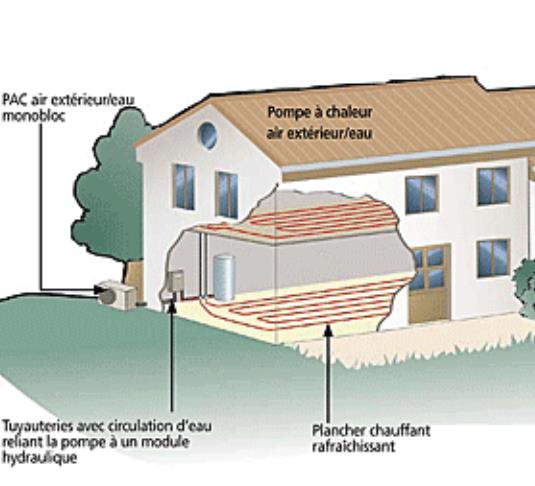 PAC air extérieur/eau
monobloc
Pompe à chaleur
air extérieur/eau
Tuyauteries avec circulation d'eau
reliant la pompe à un module
hydraulique
Plancher chauffant
rafraîchissant